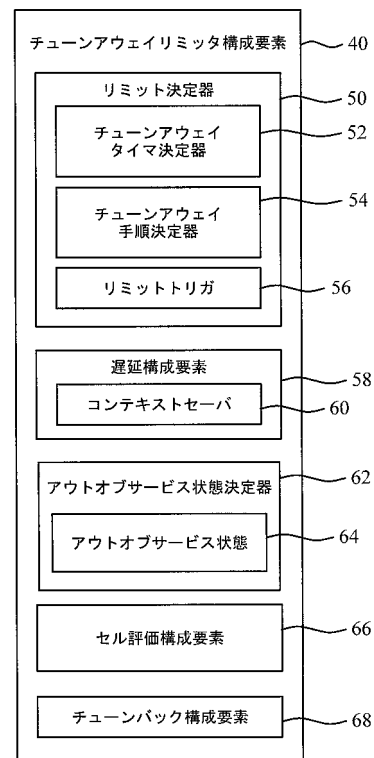 チューンアウェイリミッタ構成要素
40
リミット決定器
50
チューンアウェイ
タイマ決定器
52
チューンアウェイ
手順決定器
54
リミットトリガ
56
遅延構成要素
58
コンテキストセーバ
60
アウトオブサービス状態決定器
62
アウトオブサービス状態
64
セル評価構成要素
66
チューンバック構成要素
68